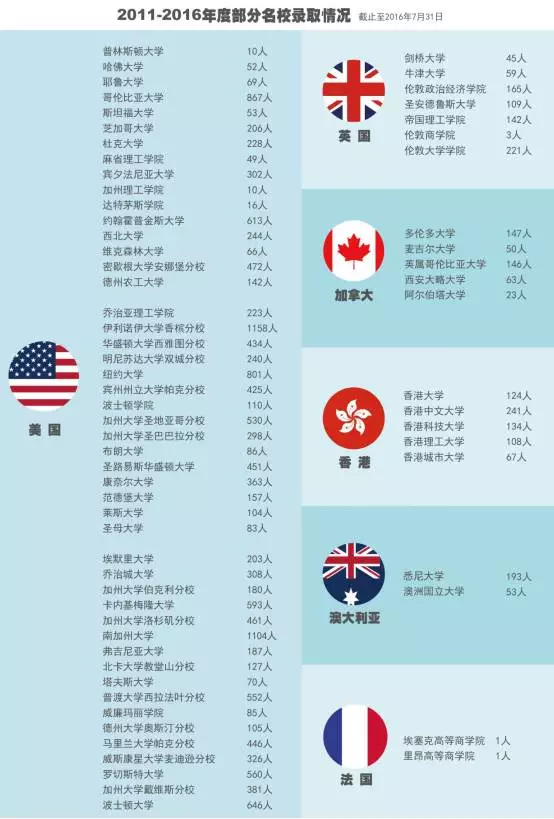 2011-2016年度部分名校录取情况 截止至2016年7月31日
普林斯顿大学 10人
哈佛大学 52人
耶鲁大学 69人
哥伦比亚大学 867人
斯坦福大学 53人
芝加哥大学 206人
杜克大学 228人
麻省理工学院 49人
宾夕法尼亚大学 302人
加州理工学院 10人
达特茅斯学院 16人
约翰霍普金斯大学 613人
西北大学 244人
维克森林大学 66人
密歇根大学安娜堡分校 472人
德州农工大学 142人
乔治亚理工学院 223人
伊利诺伊大学香槟分校 1158人
华盛顿大学西雅图分校 434人
明尼苏达大学双城分校 240人
纽约大学 801人
宾州州立大学帕克分校 425人
波士顿学院 110人
加州大学圣地亚哥分校 530人
加州大学圣巴巴拉分校 298人
布朗大学 86人
圣路易斯华盛顿大学 451人
康奈尔大学 363人
范德堡大学 157人
莱斯大学 104人
圣母大学 83人
埃默里大学 203人
乔治城大学 308人
加州大学伯克利分校 180人
卡内基梅隆大学 593人
加州大学洛杉矶分校 461人
南加州大学 1104人
弗吉尼亚大学 187人
北卡大学教堂山分校 127人
塔夫斯大学 70人
普渡大学西拉法叶分校 552人
威廉玛丽学院 85人
德州大学奥斯汀分校 105人
马里兰大学帕克分校 446人
威斯康星大学麦迪逊分校 326人
罗切斯特大学 560人
加州大学戴维斯分校 381人
波士顿大学 646人
美国
剑桥大学 45人
牛津大学 59人
伦敦政治经济学院 165人
圣安德鲁斯大学 109人
帝国理工学院 142人
伦敦商学院 3人
伦敦大学学院 221人
英国
多伦多大学 147人
麦吉尔大学 50人
英属哥伦比亚大学 146人
西安大略大学 63人
阿尔伯塔大学 23人
加拿大
香港大学 124人
香港中文大学 241人
香港科技大学 134人
香港理工大学 108人
香港城市大学 67人
香港
悉尼大学 193人
澳洲国立大学 53人
澳大利亚
埃塞克高等商学院 1人
里昂高等商学院 1人
法国